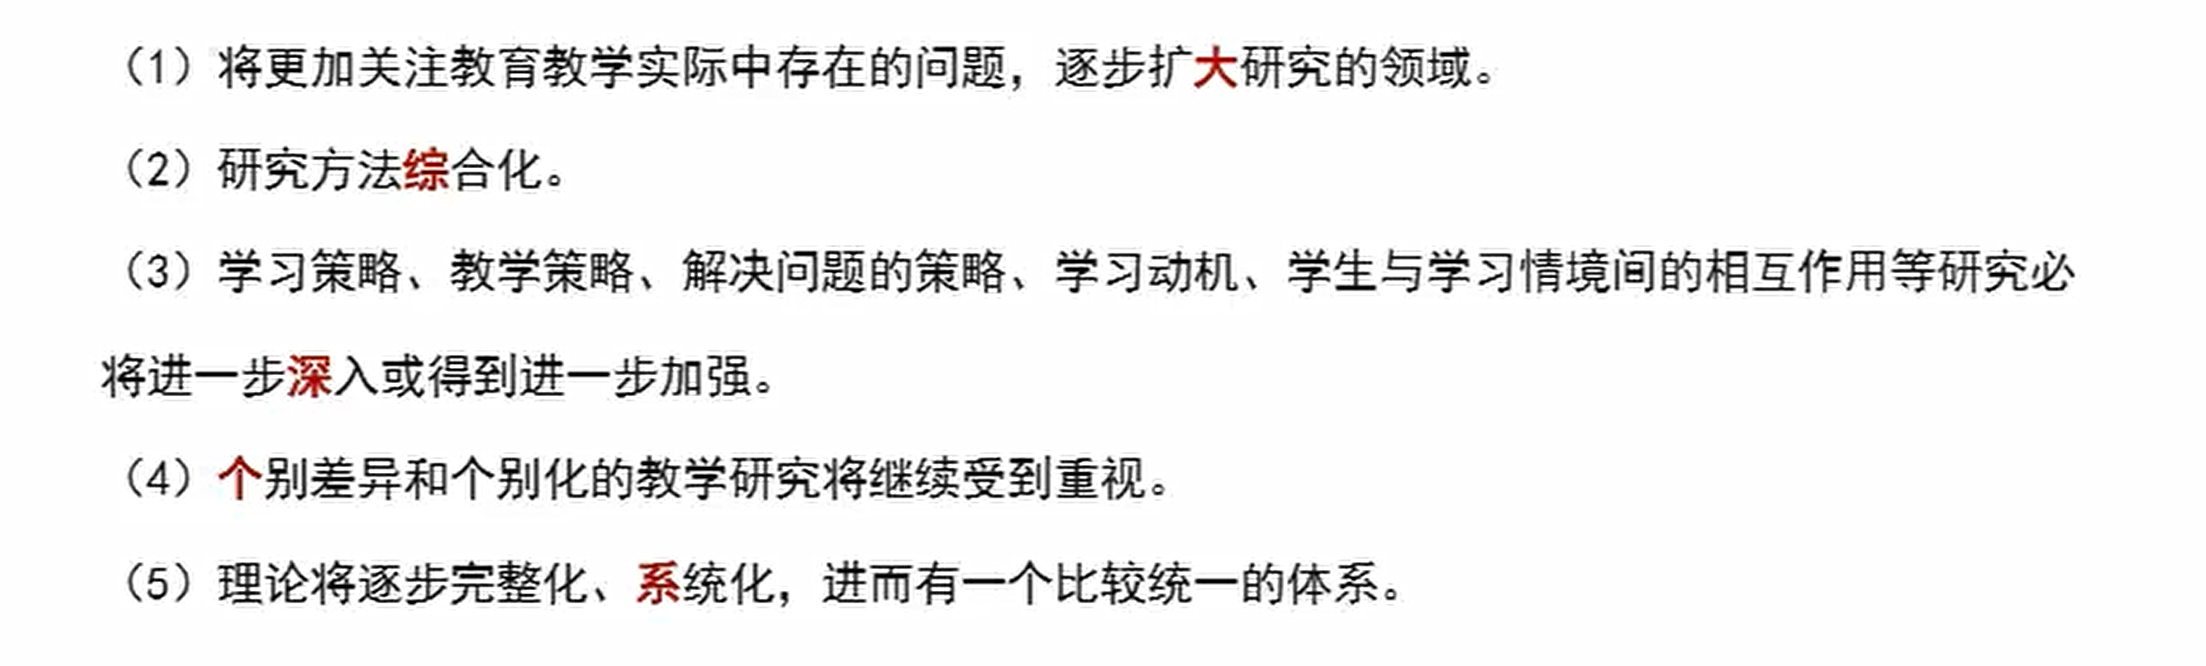 （1）将更加关注教育教学实际中存在的问题，逐步扩大研究的领域。
（2）研究方法综合化。
（3）学习策略、教学策略、解决问题的策略、学习动机、学生与学习情境间的相互作用等研究必
将进一步深入或得到进一步加强。
（4）个别差异和个别化的教学研究将继续受到重视。
（5）理论将逐步完整化、系统化，进而有一个比较统一的体系。